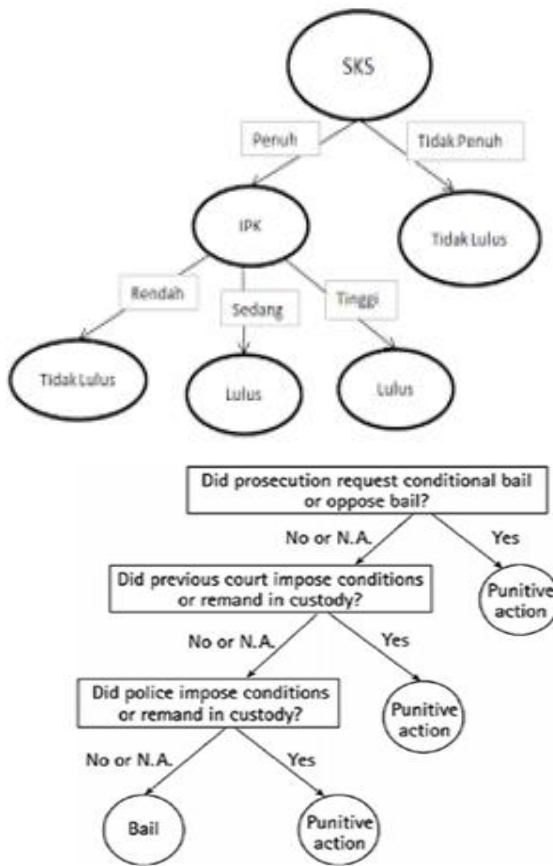 SKS
Penuh
Tidak Penuh
IPK
Tidak Lulus
Rendah
Sedang
Tinggi
Tidak Lulus
Lulus
Lulus
Did prosecution request conditional bail
or oppose bail?
No or N.A.
Yes
Did previous court impose conditions
or remand in custody?
Punitive
action
No or N.A.
Yes
Did police impose conditions
or remand in custody?
Punitive
action
No or N.A.
Yes
Bail
Punitive
action